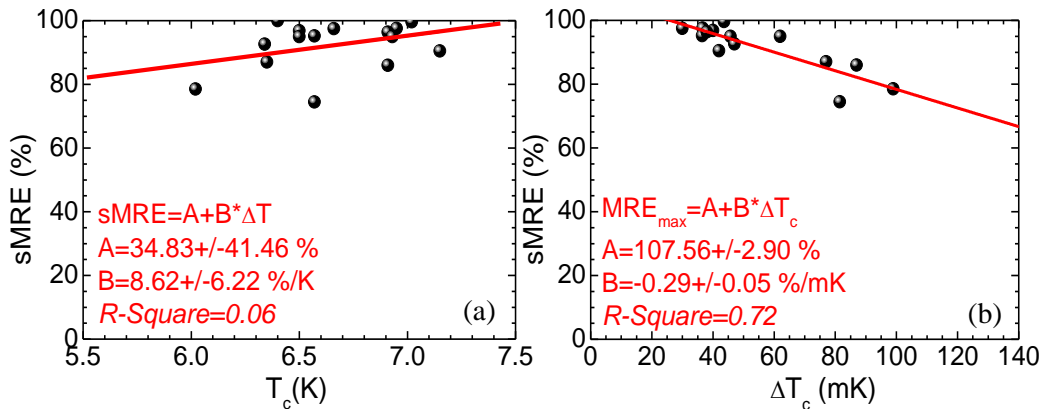 sMRE (%)
100
80
60
40
20
0
sMRE=A+B*ΔT
A=34.83+/-41.46 %
B=8.62+/-6.22 %/K
R-Square=0.06
(a)
5.5 6.0 6.5 7.0 7.5
T_c(K)
sMRE (%)
100
80
60
40
20
0
MRE_max=A+B*ΔT_c
A=107.56+/-2.90 %
B=-0.29+/-0.05 %/mK
R-Square=0.72
(b)
0 20 40 60 80 100 120 140
ΔT_c (mK)